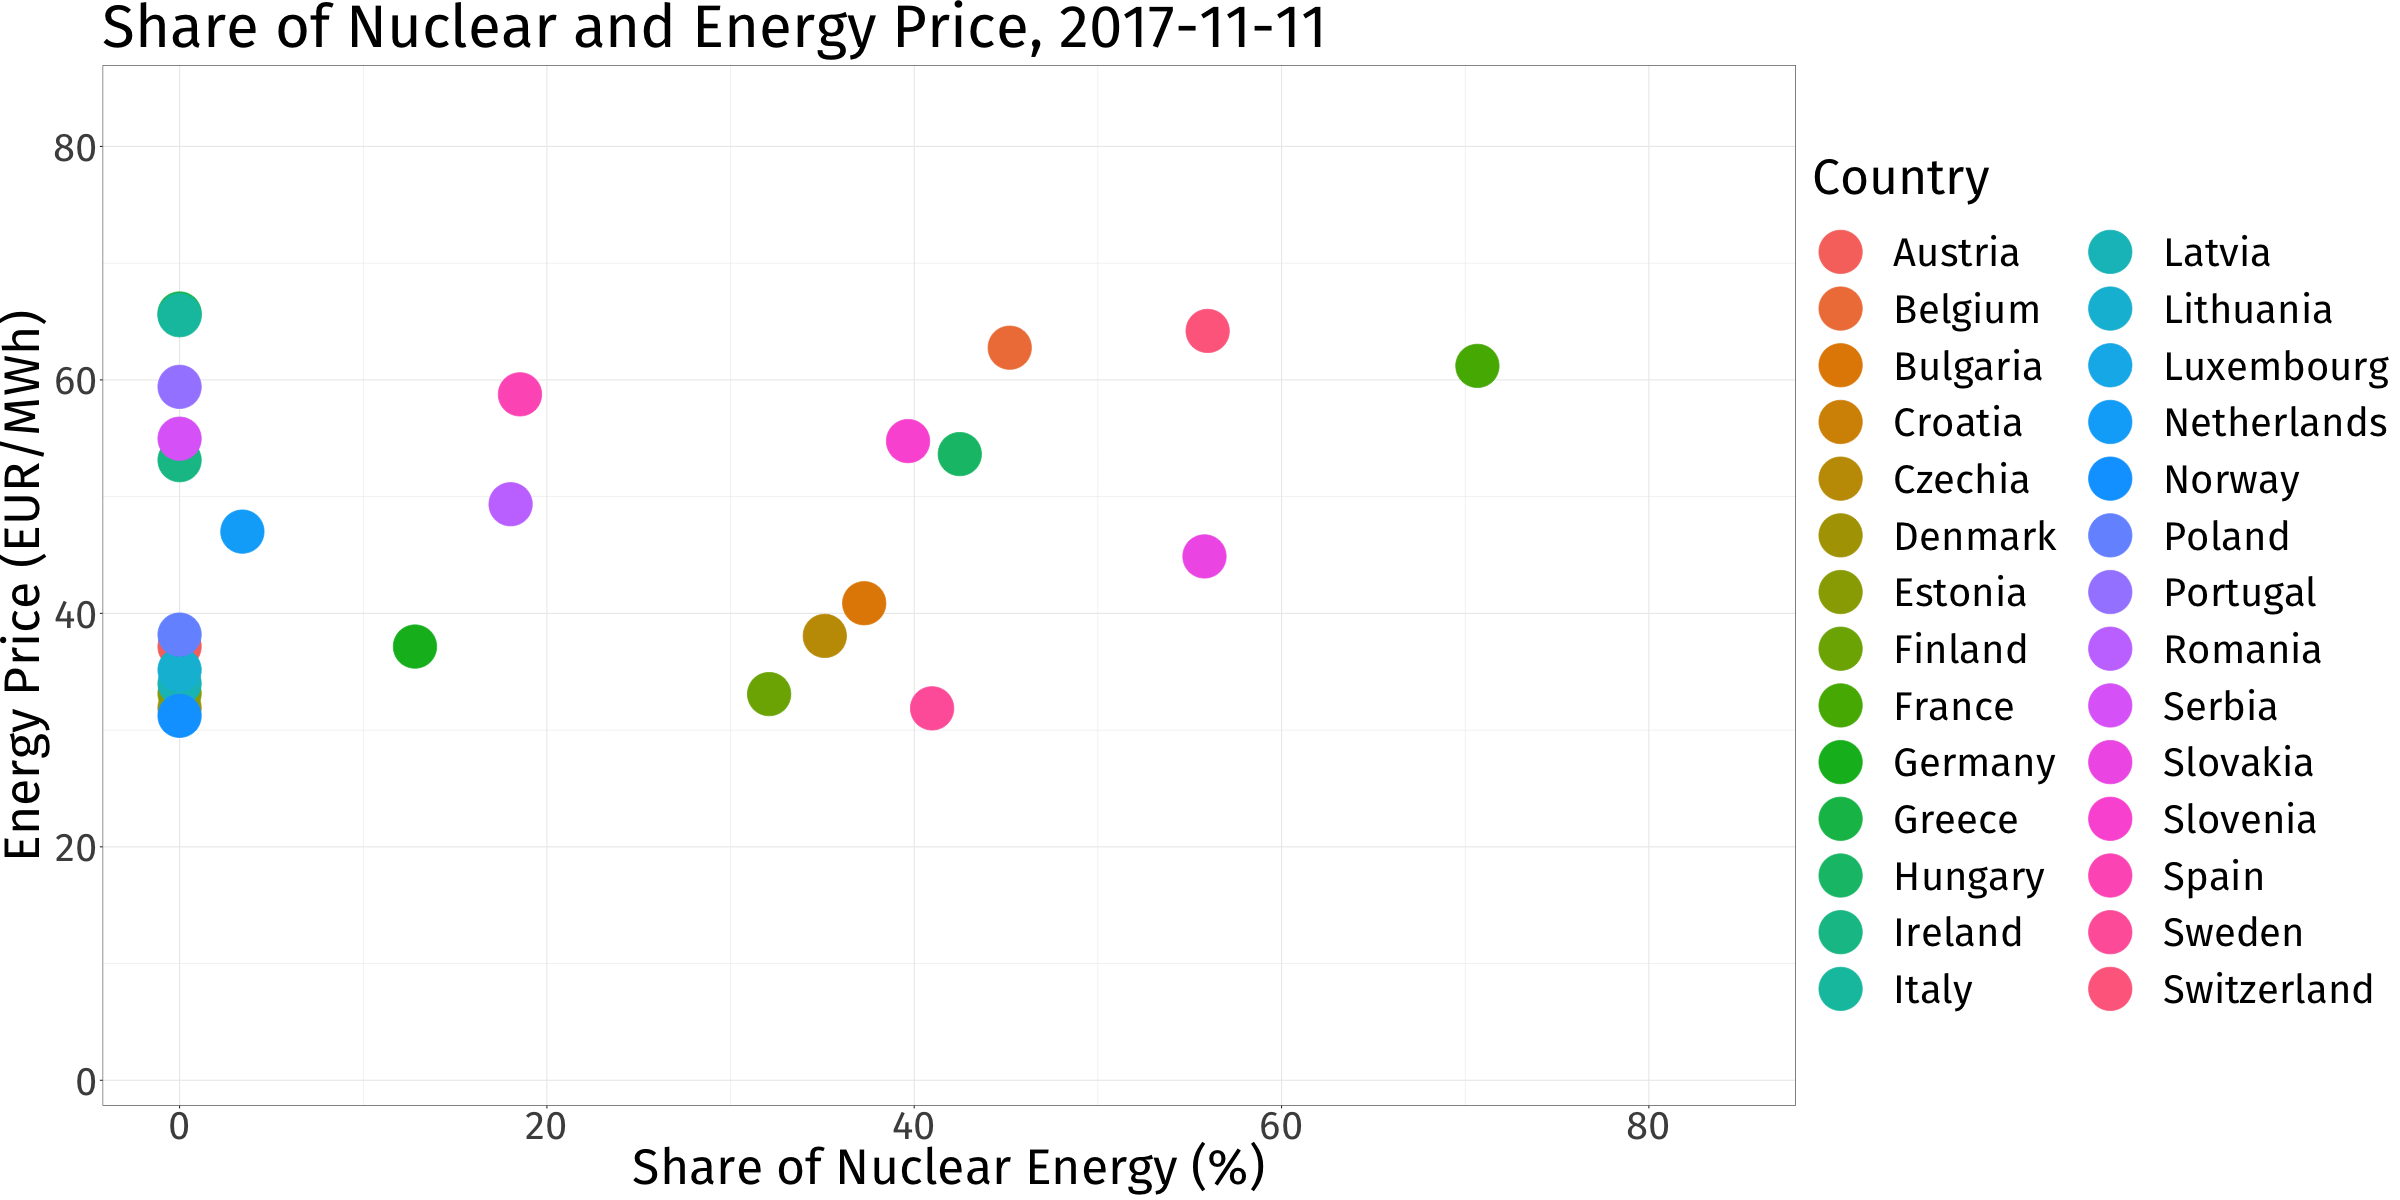 Share of Nuclear and Energy Price, 2017-11-11
Energy Price (EUR/MWh)
80
60
40
20
0
0
20
40
60
80
Share of Nuclear Energy (%)
Country
Austria
Belgium
Bulgaria
Croatia
Czechia
Denmark
Estonia
Finland
France
Germany
Greece
Hungary
Ireland
Italy
Latvia
Lithuania
Luxembourg
Netherlands
Norway
Poland
Portugal
Romania
Serbia
Slovakia
Slovenia
Spain
Sweden
Switzerland